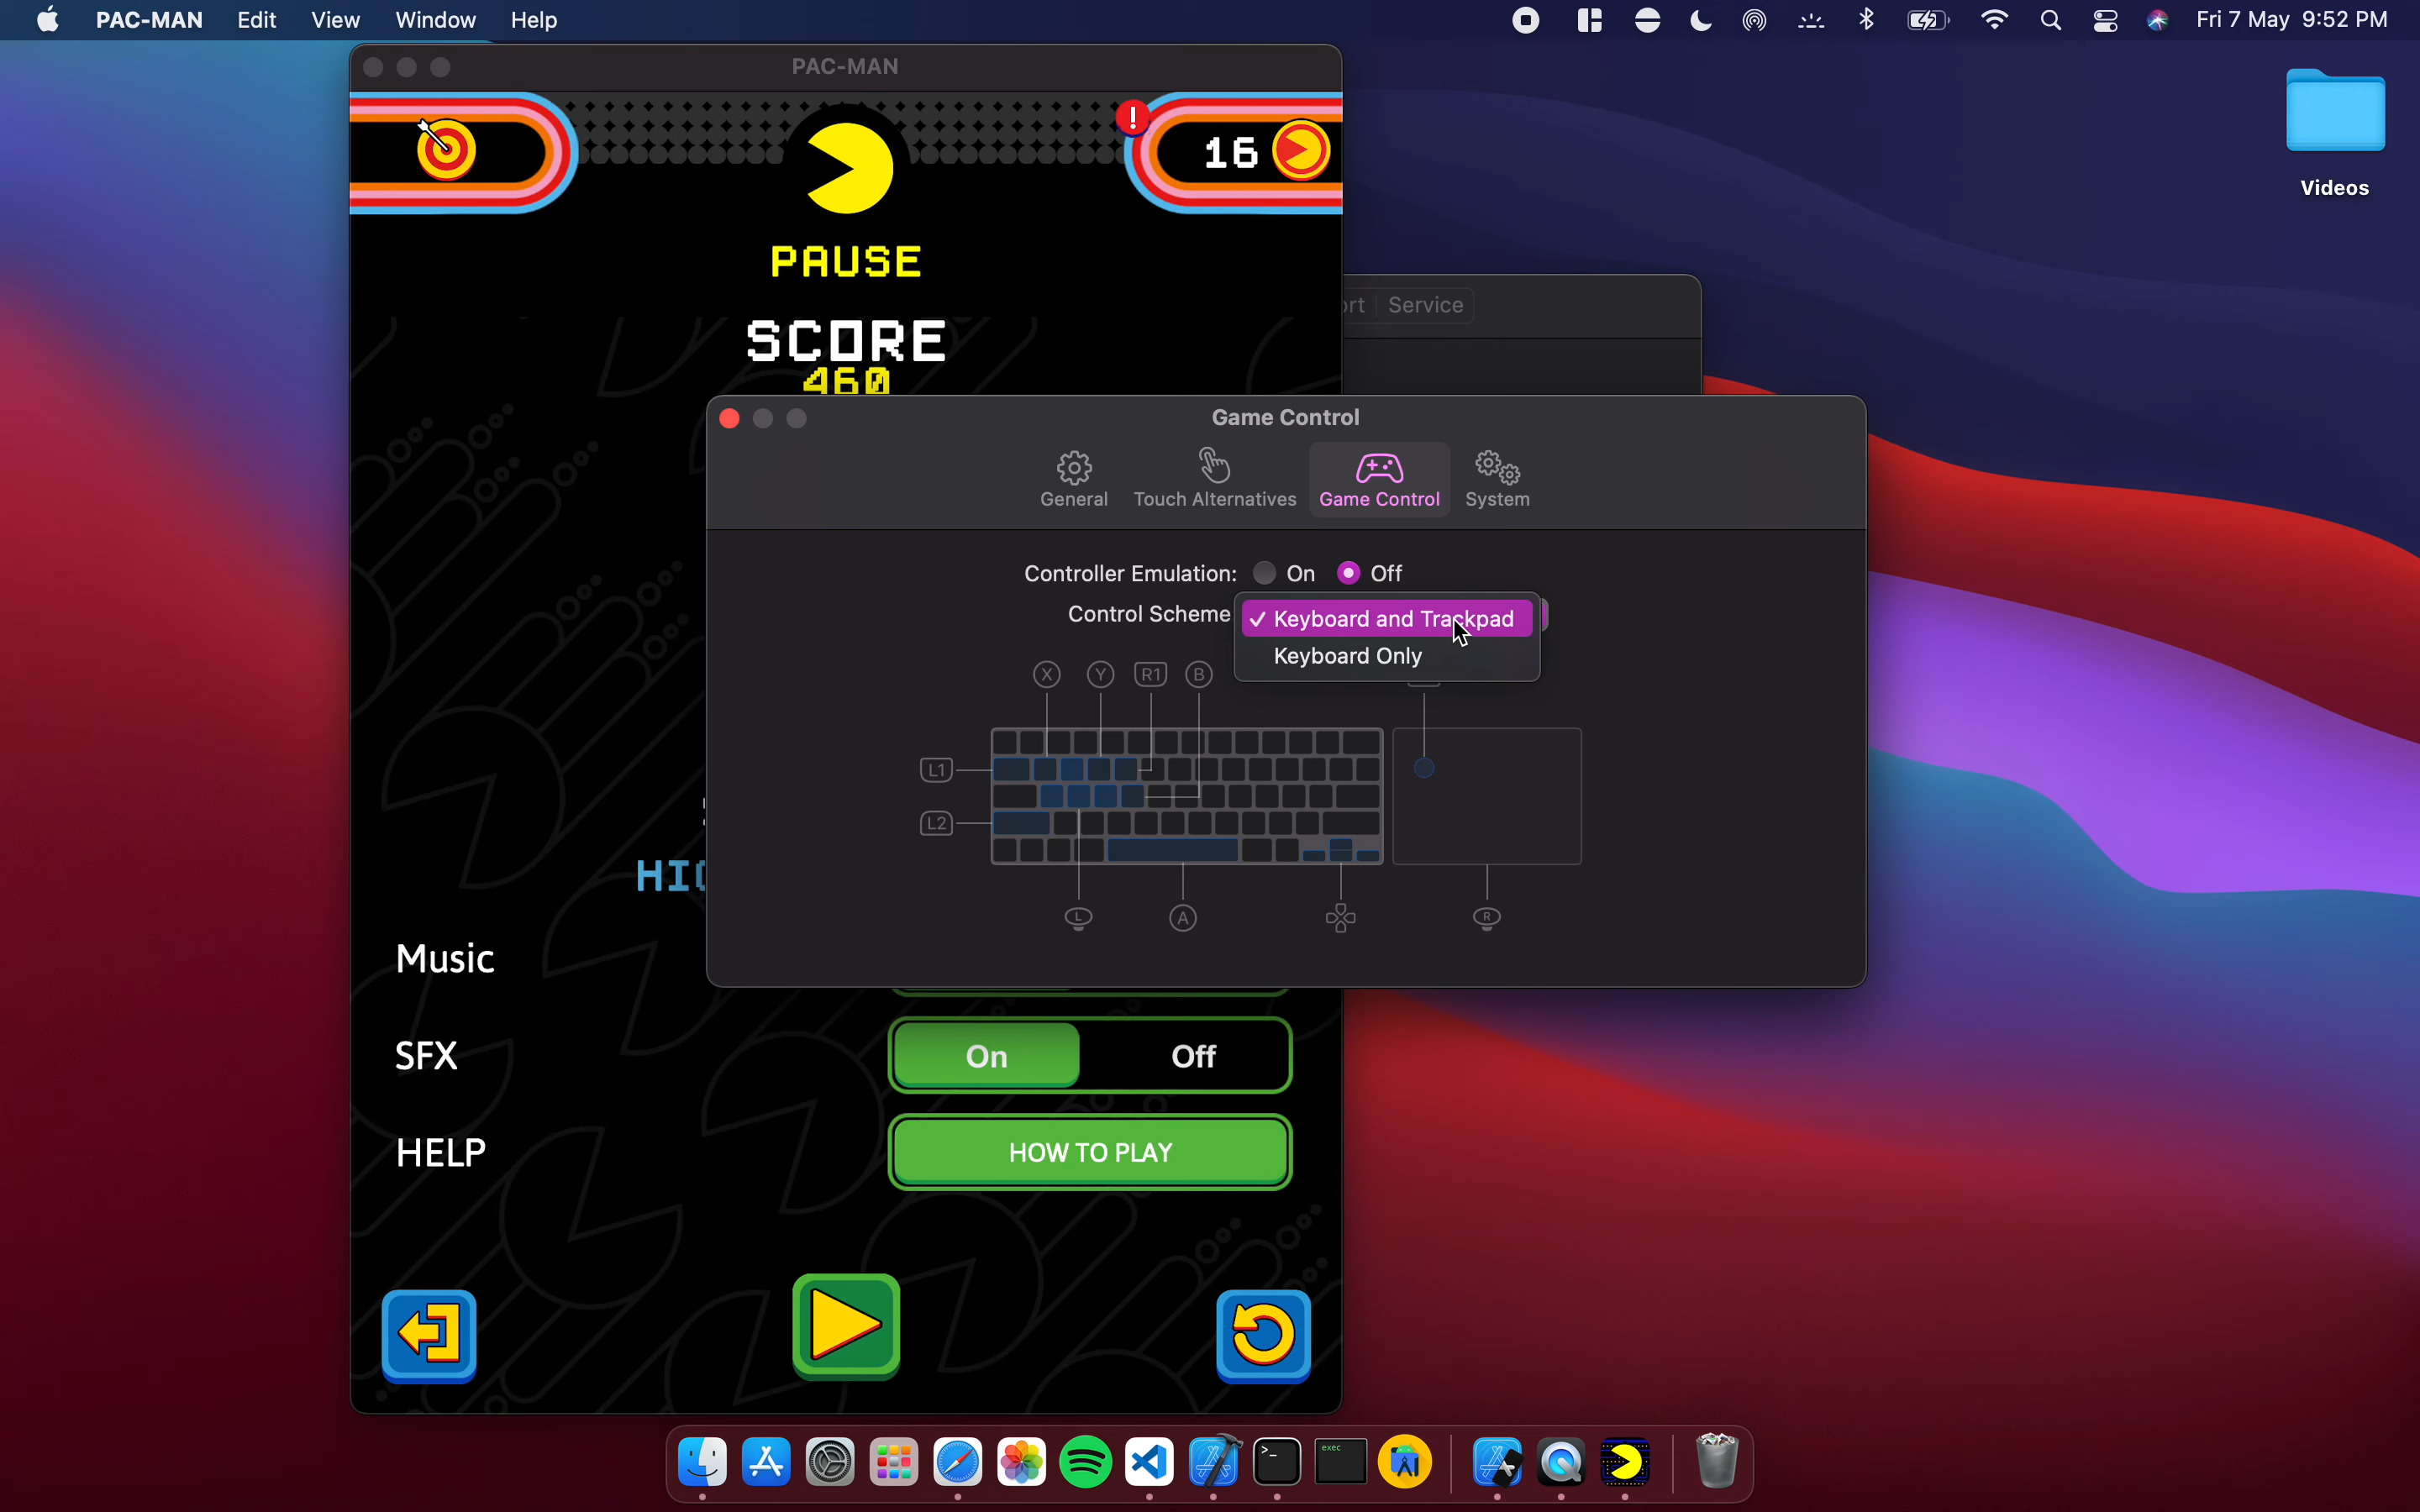 PAC-MAN Edit View Window Help
Fri 7 May 9:52 PM
PAC-MAN
Videos
! 16
PAUSE
SCORE
460
Service
Game Control
General Touch Alternatives Game Control System
Controller Emulation: On Off
Control Scheme
✓ Keyboard and Trackpad
Keyboard Only
X Y R1 B
L1
L2
L A R
Music
SFX On Off
HELP HOW TO PLAY
>_ exec